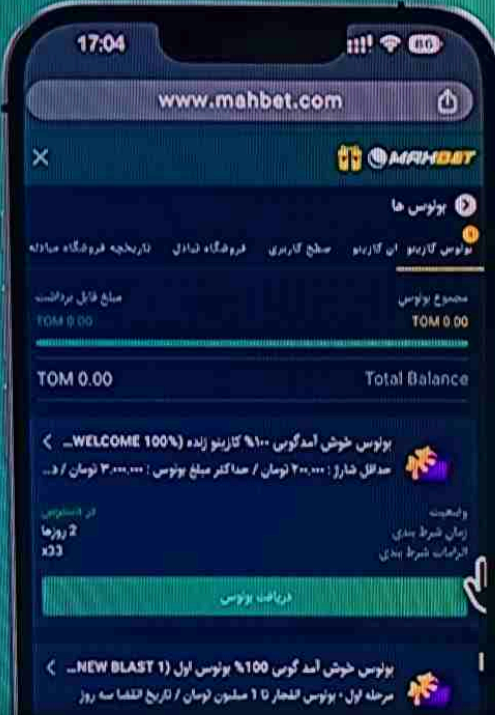 17:04
66
www.mahbet.com
MAHBET
بونوس ها
بونوس کازینو ان کازینو سطح کاربری فروشگاه تبادل تاریخچه فروشگاه مبادله
1
مجموع بونوس مبلغ قابل برداشت
TOM 0.00 TOM 0.00
Total Balance TOM 0.00
بونوس خوش آمدگویی ۱۰۰% کازینو زنده (WELCOME 100%...
حداقل شارژ : ۲۰۰,۰۰۰ تومان / حداکثر مبلغ بونوس : ۳,۰۰۰,۰۰۰ تومان / د...
وضعیت در دسترس
زمان شرط بندی 2 روزها
الزامات شرط بندی x33
دریافت بونوس
بونوس خوش آمد گویی 100% بونوس اول (NEW BLAST 1...
مرحله اول - بونوس انفجار تا 1 میلیون تومان / تاریخ انقضا سه روز